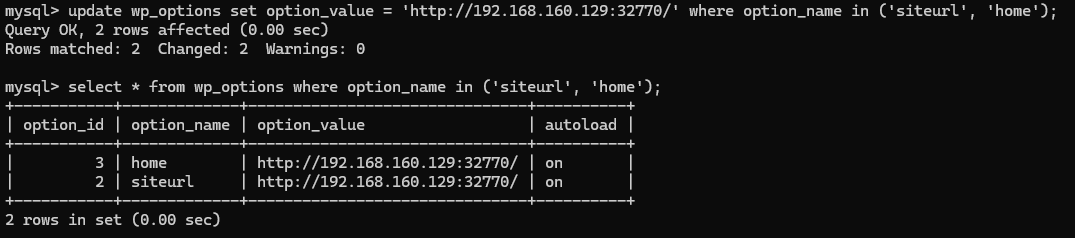 mysql> update wp_options set option_value = 'http://192.168.160.129:32770/' where option_name in ('siteurl', 'home');
Query OK, 2 rows affected (0.00 sec)
Rows matched: 2  Changed: 2  Warnings: 0

mysql> select * from wp_options where option_name in ('siteurl', 'home');
+-----------+-------------+-------------------------------+----------+
| option_id | option_name | option_value                  | autoload |
+-----------+-------------+-------------------------------+----------+
|         3 | home        | http://192.168.160.129:32770/ | on       |
|         2 | siteurl     | http://192.168.160.129:32770/ | on       |
+-----------+-------------+-------------------------------+----------+
2 rows in set (0.00 sec)